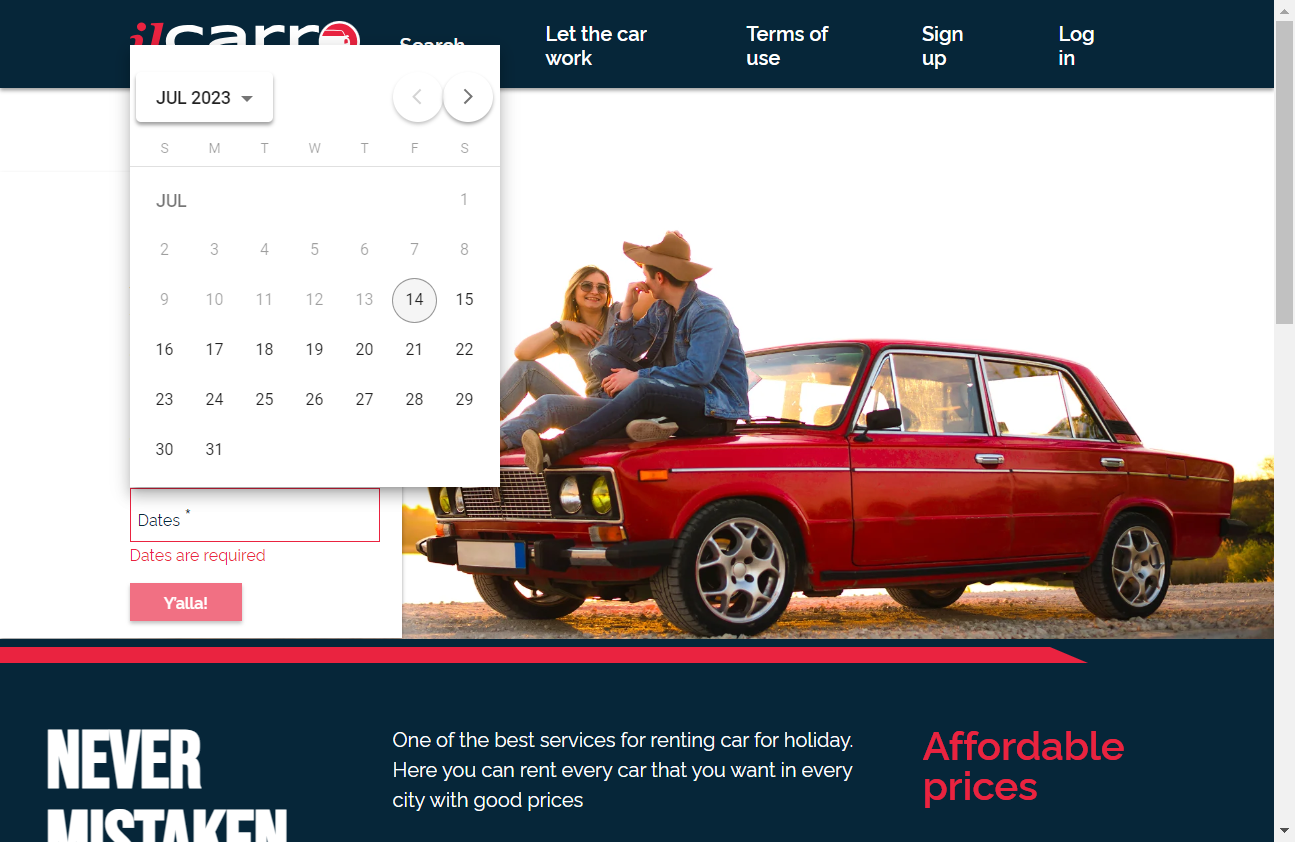 ilcarro
Search
Let the car
work
Terms of
use
Sign
up
Log
in
JUL 2023
S M T W T F S
JUL 1
2 3 4 5 6 7 8
9 10 11 12 13 14 15
16 17 18 19 20 21 22
23 24 25 26 27 28 29
30 31
Dates *
Dates are required
Y'alla!
NEVER
MISTAKEN
One of the best services for renting car for holiday.
Here you can rent every car that you want in every
city with good prices
Affordable
prices